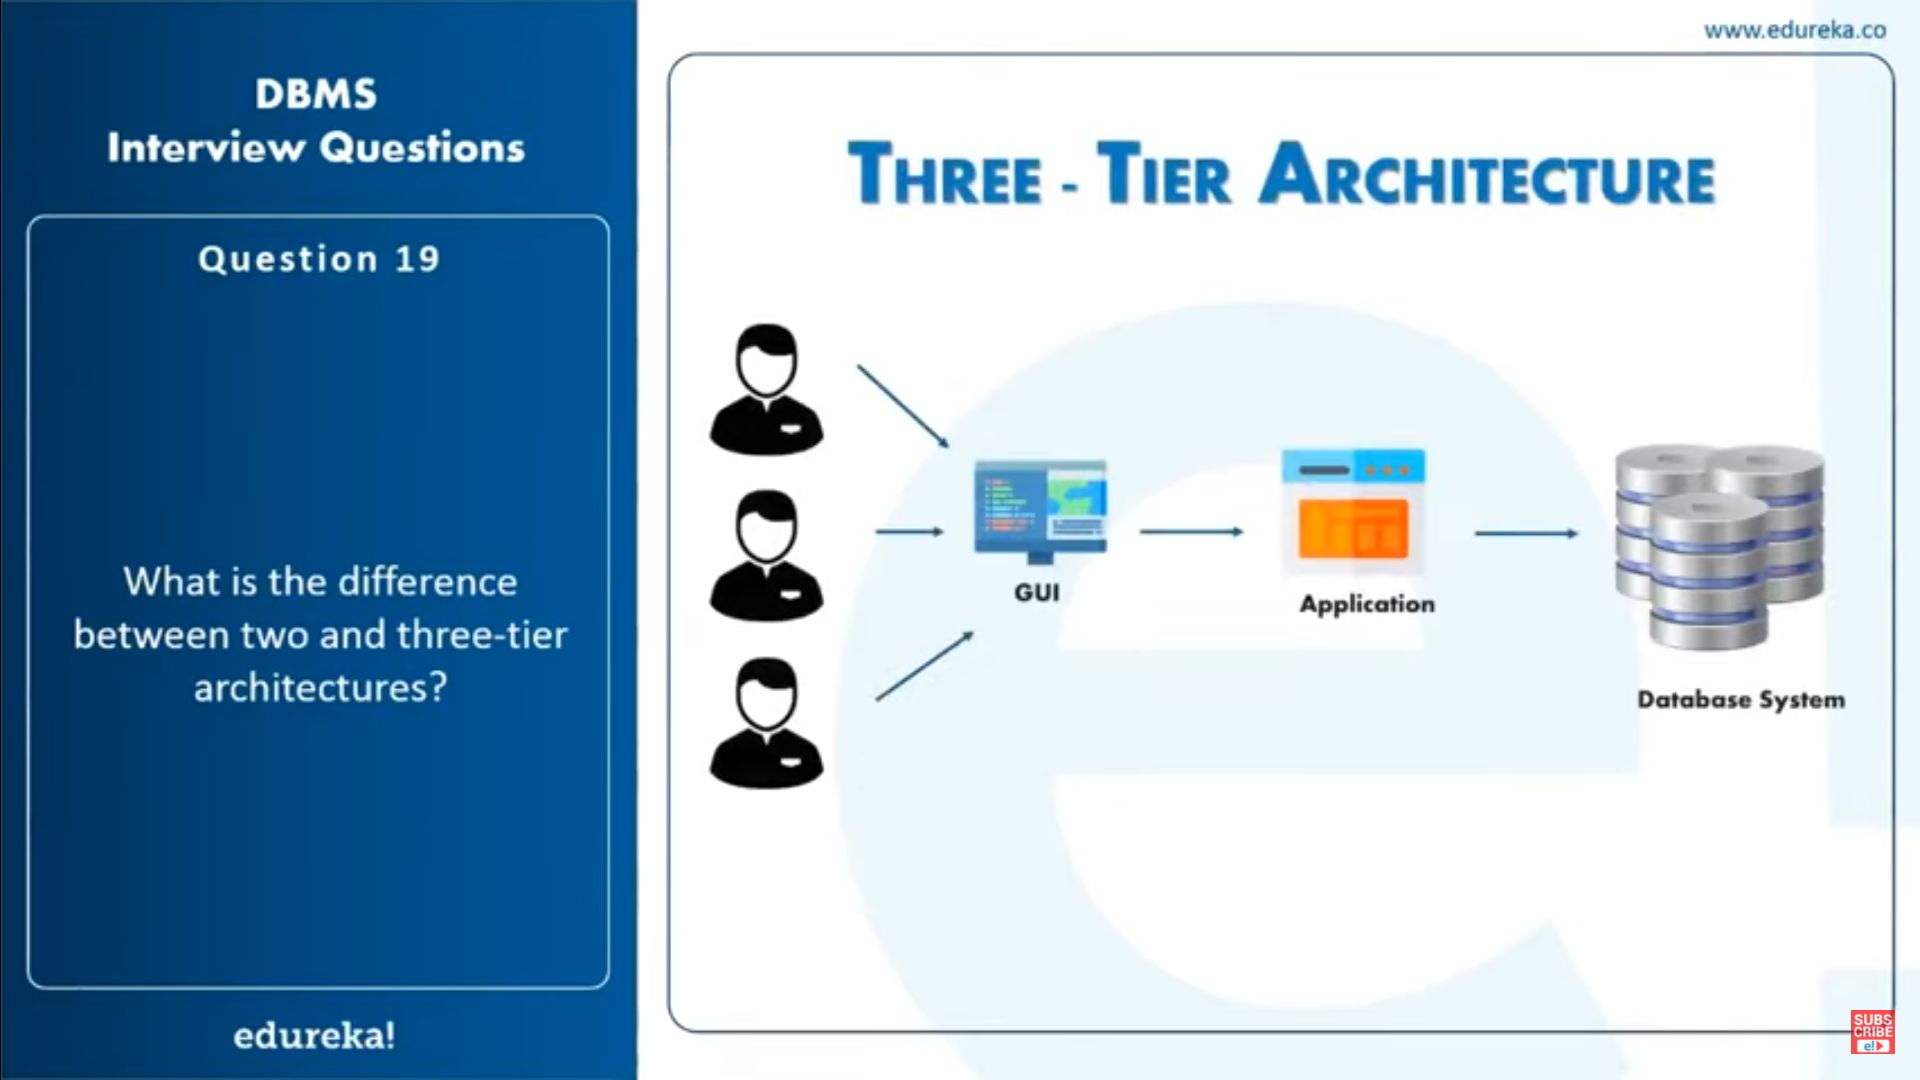 www.edureka.co
DBMS
Interview Questions
Question 19
What is the difference
between two and three-tier
architectures?
edureka!
THREE - TIER ARCHITECTURE
GUI
Application
Database System
SUBS
CRIBE
e!